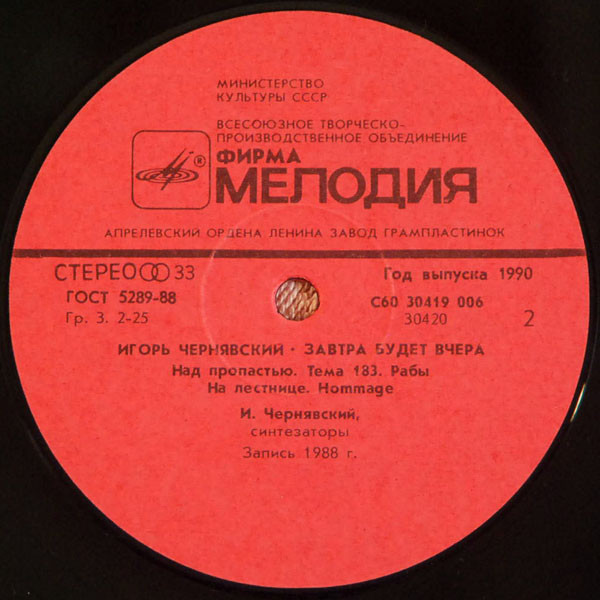 МИНИСТЕРСТВО
КУЛЬТУРЫ СССР
ВСЕСОЮЗНОЕ ТВОРЧЕСКО-
ПРОИЗВОДСТВЕННОЕ ОБЪЕДИНЕНИЕ
®
ФИРМА
МЕЛОДИЯ
АПРЕЛЕВСКИЙ ОРДЕНА ЛЕНИНА ЗАВОД ГРАМПЛАСТИНОК
СТЕРЕО 33
Год выпуска 1990
ГОСТ 5289-88
С60 30419 006
Гр. 3. 2-25
30420
2
ИГОРЬ ЧЕРНЯВСКИЙ · ЗАВТРА БУДЕТ ВЧЕРА
Над пропастью. Тема 183. Рабы
На лестнице. Hommage
И. Чернявский,
синтезаторы
Запись 1988 г.